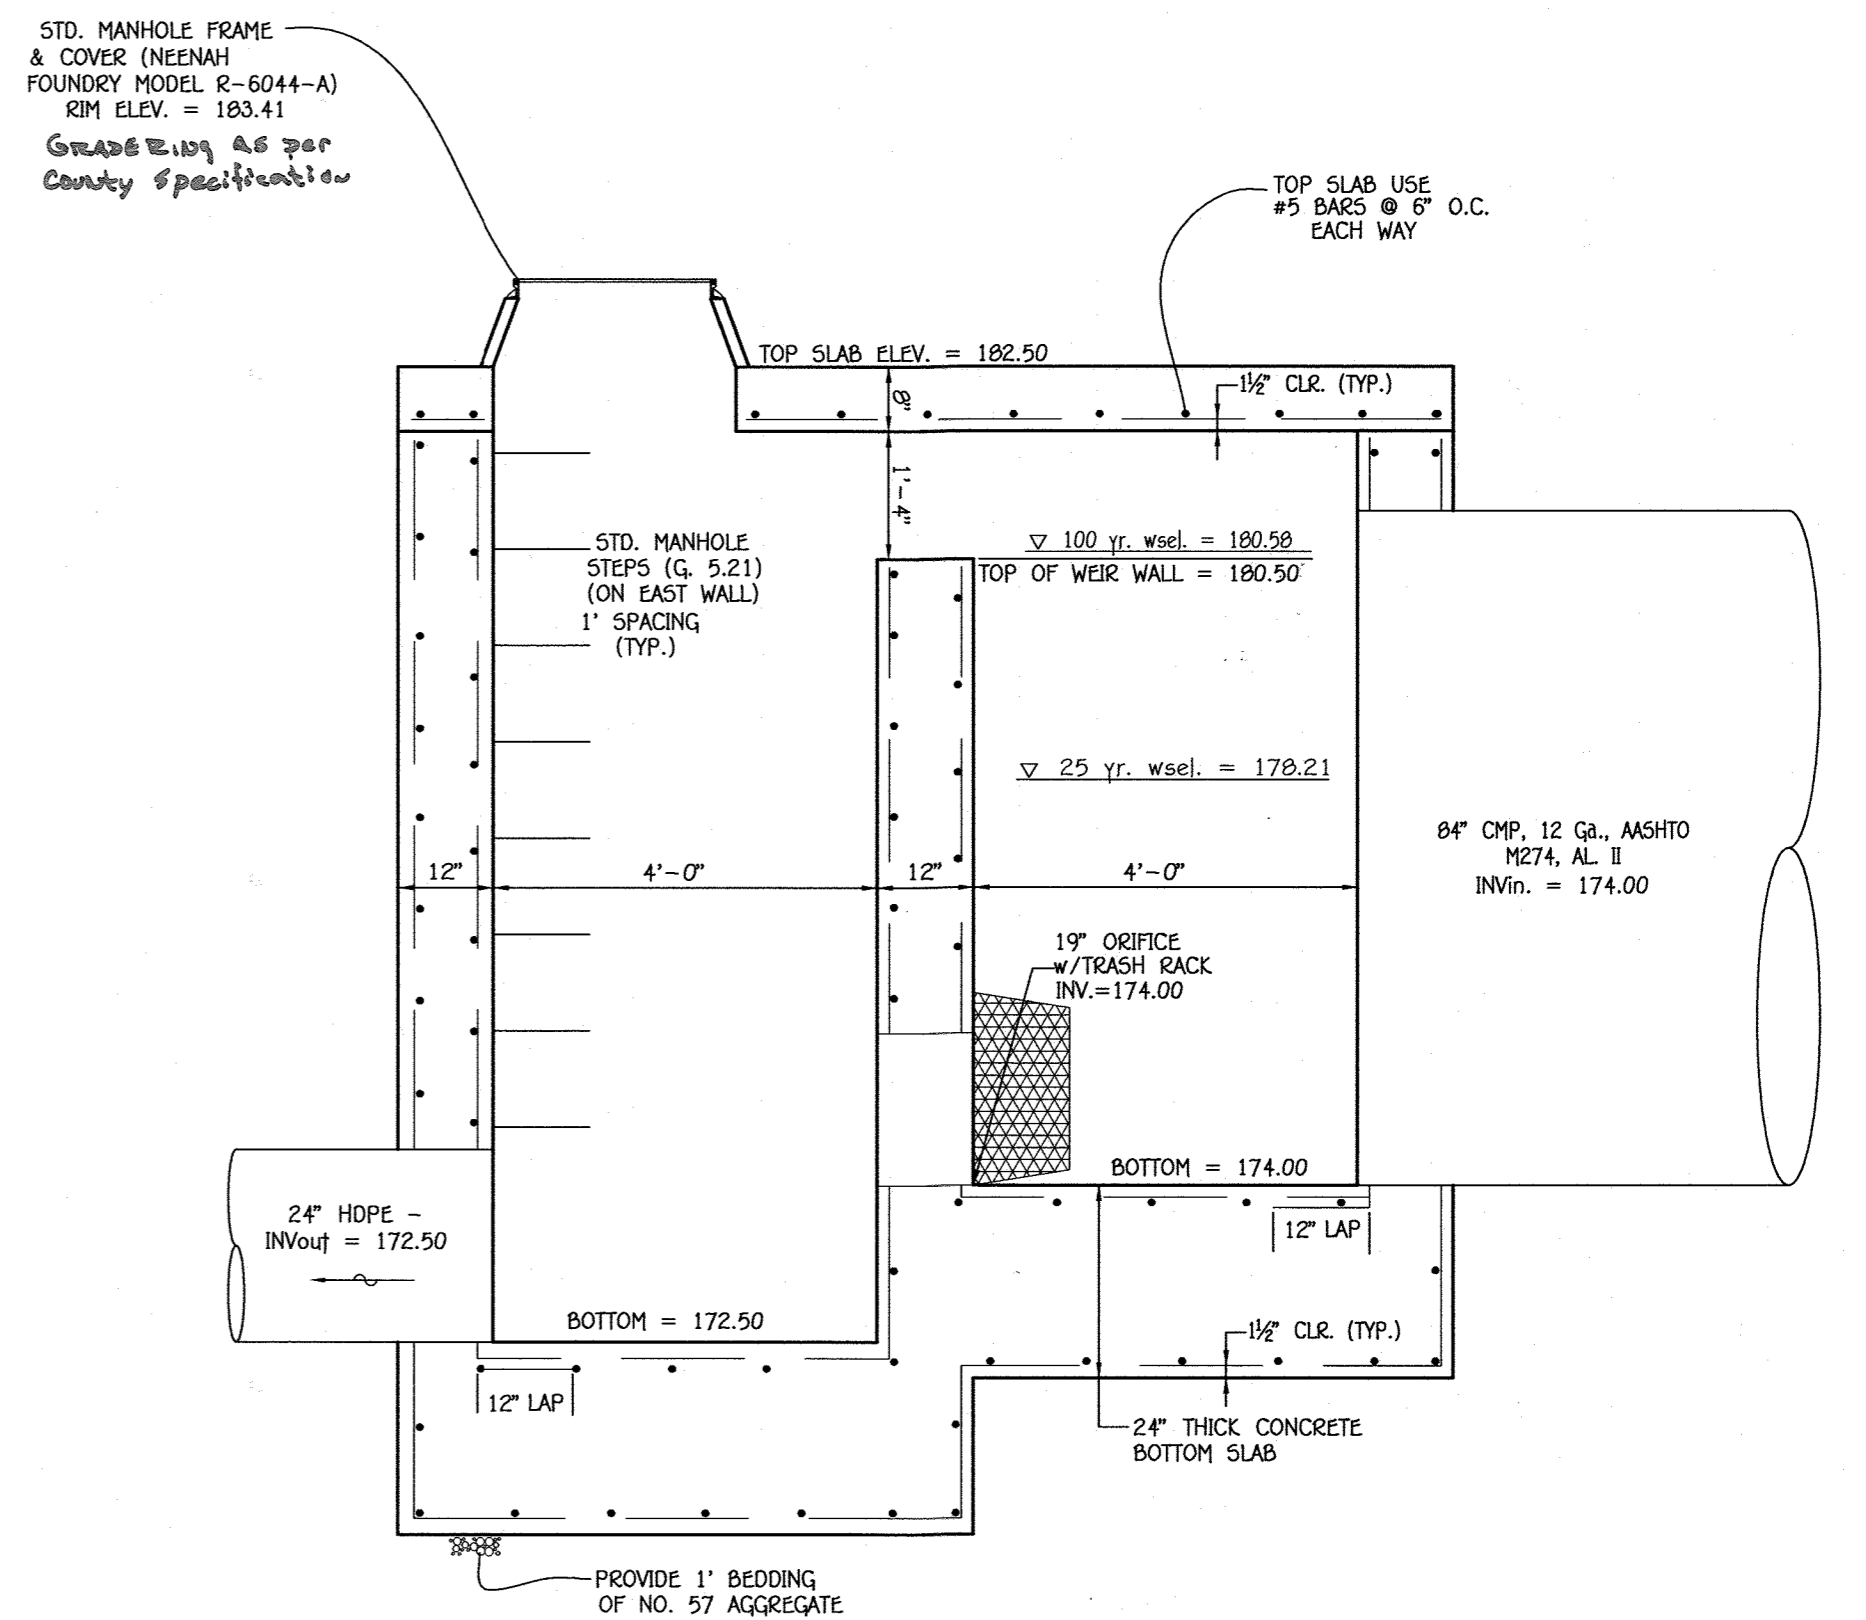 STD. MANHOLE FRAME
& COVER (NEENAH
FOUNDRY MODEL R-6044-A)
RIM ELEV. = 183.41
GRADE RING AS per
County Specification
TOP SLAB USE
#5 BARS @ 6" O.C.
EACH WAY
TOP SLAB ELEV. = 182.50
8"
1½" CLR. (TYP.)
1'-4"
STD. MANHOLE
STEPS (G. 5.21)
(ON EAST WALL)
1' SPACING
(TYP.)
▽ 100 yr. wsel. = 180.58
TOP OF WEIR WALL = 180.50
▽ 25 yr. wsel. = 178.21
12"
4'-0"
12"
4'-0"
84" CMP, 12 Ga., AASHTO
M274, AL. II
INVin. = 174.00
19" ORIFICE
w/TRASH RACK
INV.=174.00
BOTTOM = 174.00
24" HDPE -
INVout = 172.50
12" LAP
BOTTOM = 172.50
1½" CLR. (TYP.)
12" LAP
24" THICK CONCRETE
BOTTOM SLAB
PROVIDE 1' BEDDING
OF NO. 57 AGGREGATE